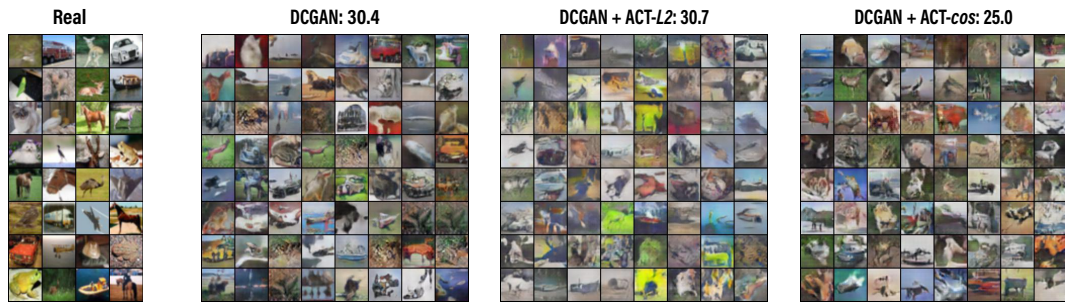 Real
DCGAN: 30.4
DCGAN + ACT-L2: 30.7
DCGAN + ACT-cos: 25.0